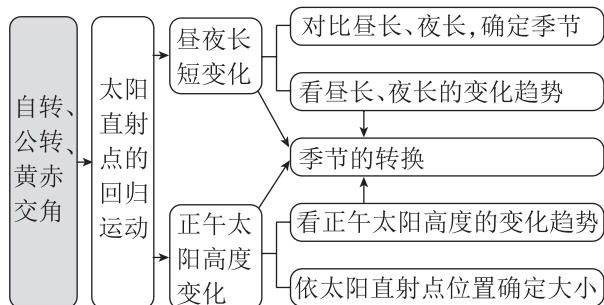 自转、
公转、
黄赤
交角
太阳
直射
点的
回归
运动
昼夜长
短变化
正午太
阳高度
变化
对比昼长、夜长,确定季节
看昼长、夜长的变化趋势
季节的转换
看正午太阳高度的变化趋势
依太阳直射点位置确定大小